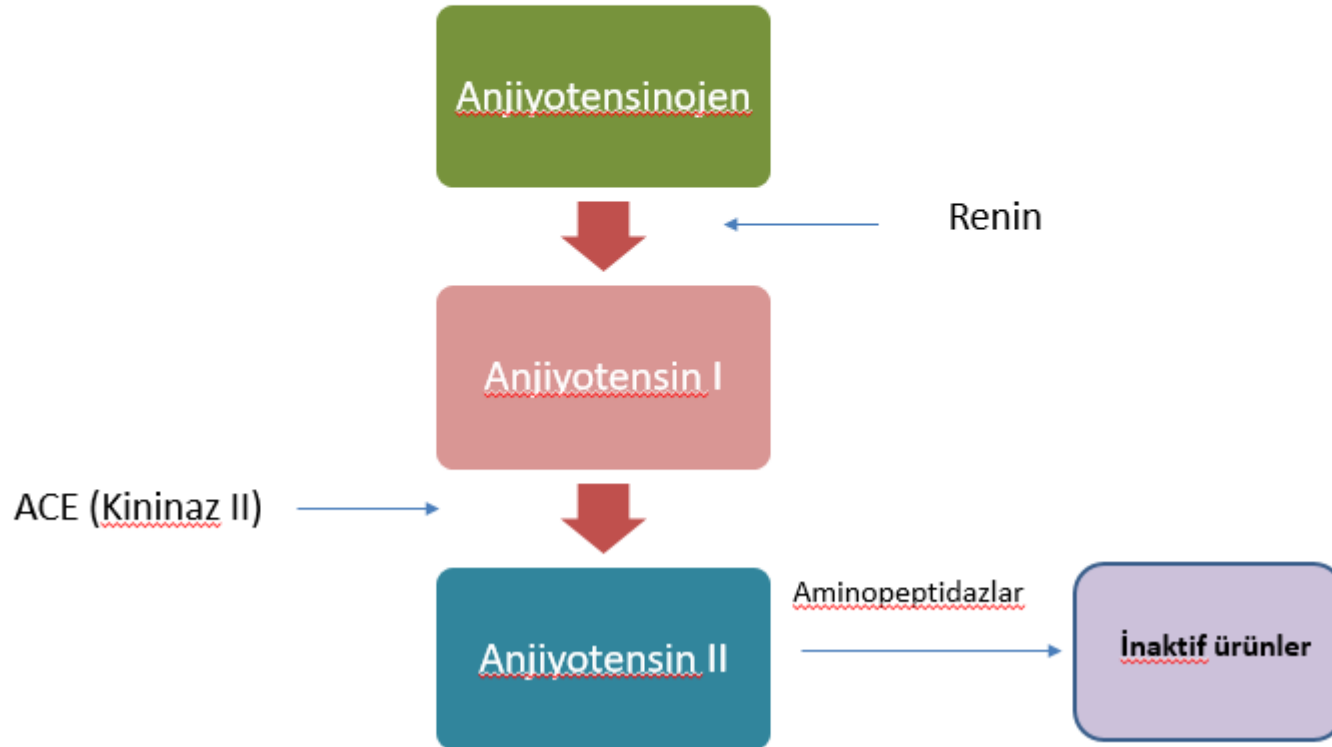 Anjiyotensinojen
Renin
Anjiyotensin I
ACE (Kininaz II)
Aminopeptidazlar
Anjiyotensin II
İnaktif ürünler